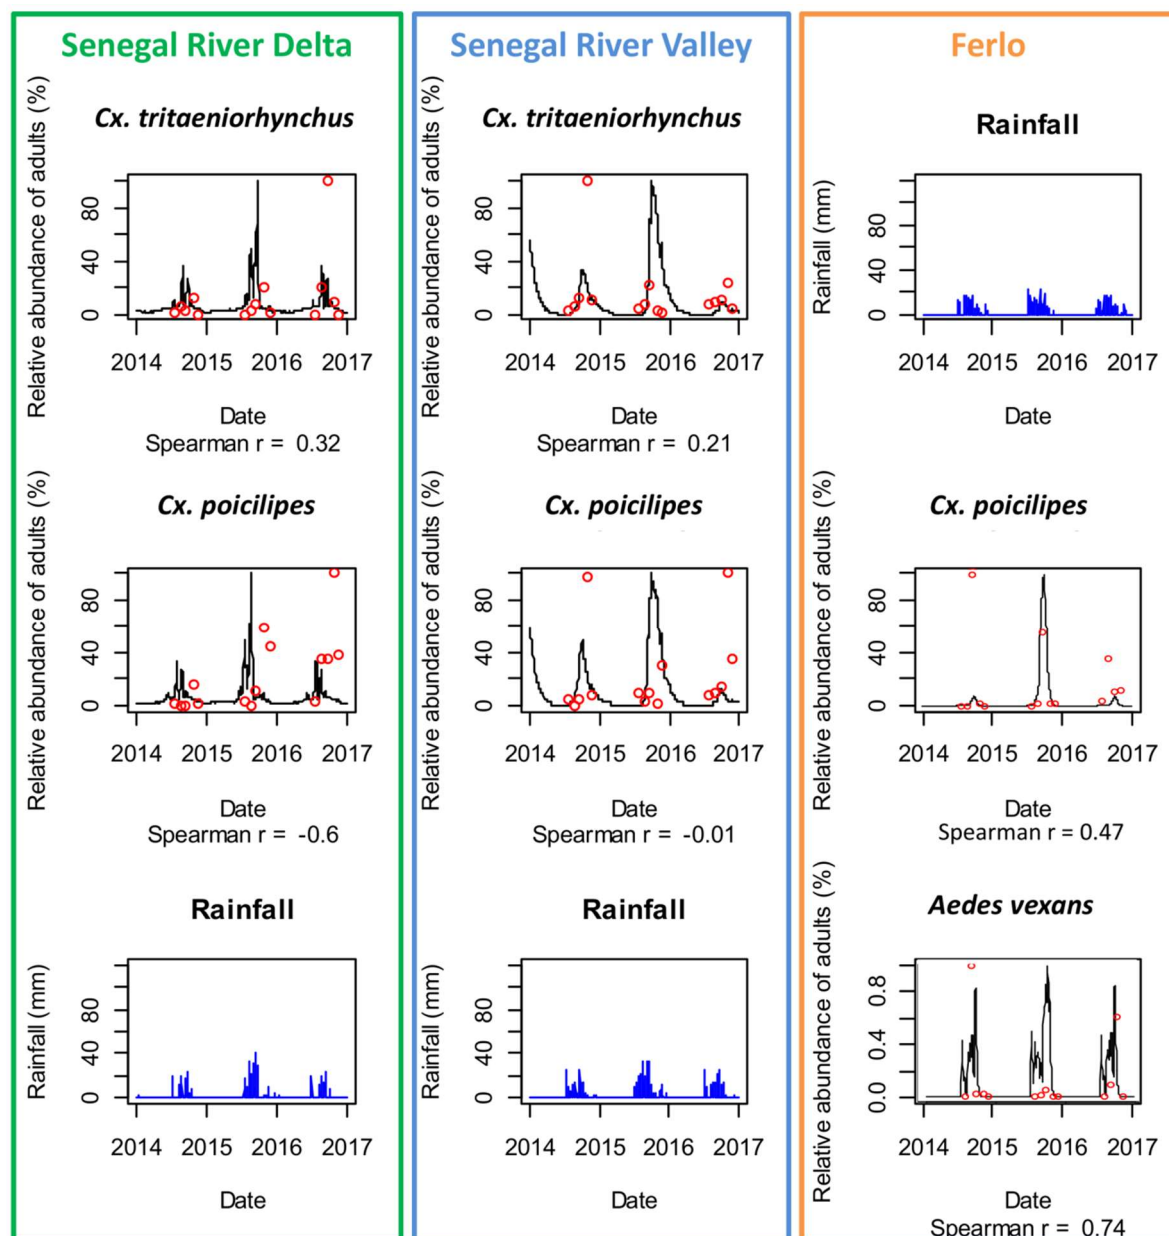 Senegal River Delta
Relative abundance of adults (%)
Cx. tritaeniorhynchus
80
40
0
2014 2015 2016 2017
Date
Spearman r = 0.32
Relative abundance of adults (%)
Cx. poicilipes
80
40
0
2014 2015 2016 2017
Date
Spearman r = -0.6
Rainfall
Rainfall (mm)
80
40
0
2014 2015 2016 2017
Date
Senegal River Valley
Relative abundance of adults (%)
Cx. tritaeniorhynchus
80
40
0
2014 2015 2016 2017
Date
Spearman r = 0.21
Relative abundance of adults (%)
Cx. poicilipes
80
40
0
2014 2015 2016 2017
Date
Spearman r = -0.01
Rainfall
Rainfall (mm)
80
40
0
2014 2015 2016 2017
Date
Ferlo
Rainfall
Rainfall (mm)
80
40
0
2014 2015 2016 2017
Date
Relative abundance of adults (%)
Cx. poicilipes
80
40
0
2014 2015 2016 2017
Date
Spearman r = 0.47
Relative abundance of adults (%)
Aedes vexans
0.8
0.4
0.0
2014 2015 2016 2017
Date
Spearman r = 0.74